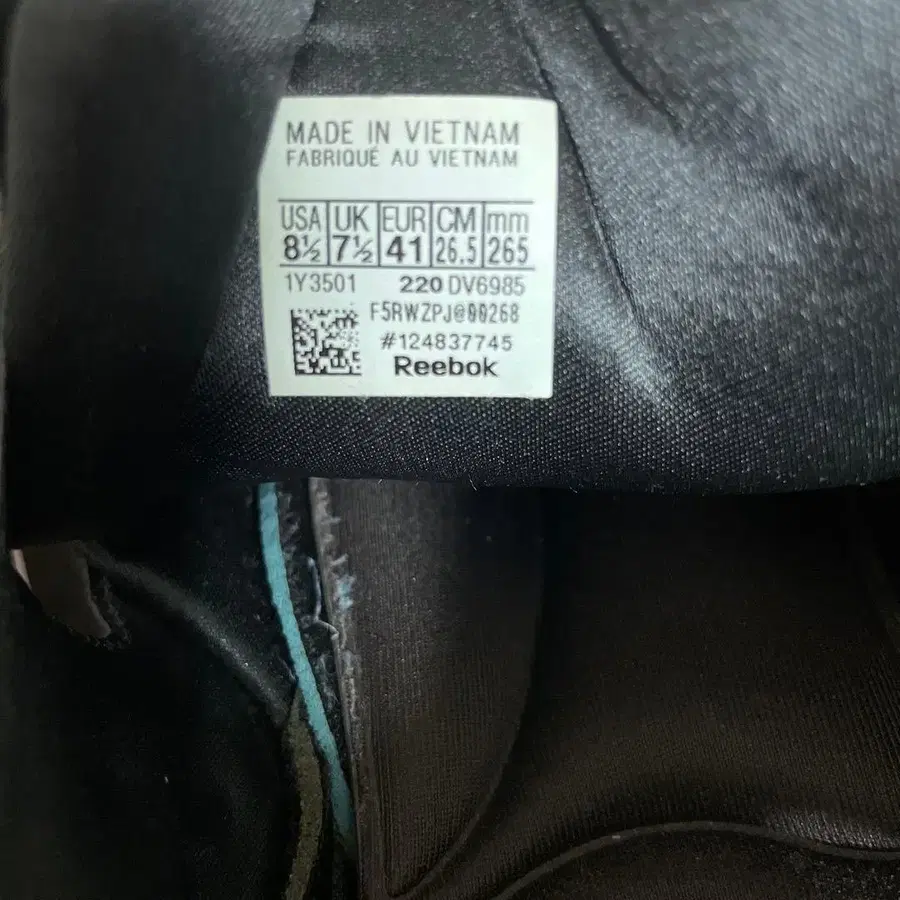 MADE IN VIETNAM
FABRIQUÉ AU VIETNAM
USA UK EUR CM mm
8½ 7½ 41 26.5 265
1Y3501 220 DV6985
F5RWZPJ@00268
#124837745
Reebok